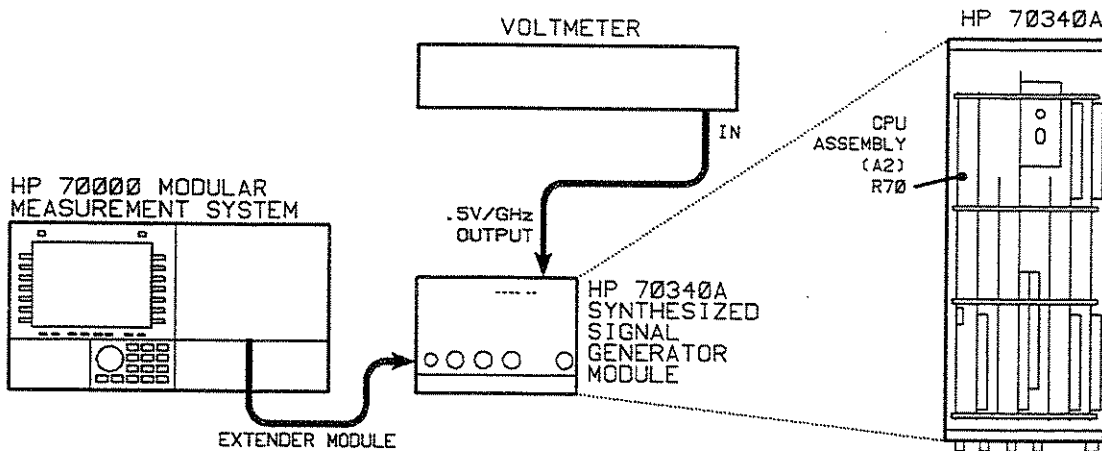 VOLTMETER
IN
HP 70340A
CPU
ASSEMBLY
(A2)
R70
HP 70000 MODULAR
MEASUREMENT SYSTEM
.5V/GHz
OUTPUT
HP 70340A
SYNTHESIZED
SIGNAL
GENERATOR
MODULE
EXTENDER MODULE